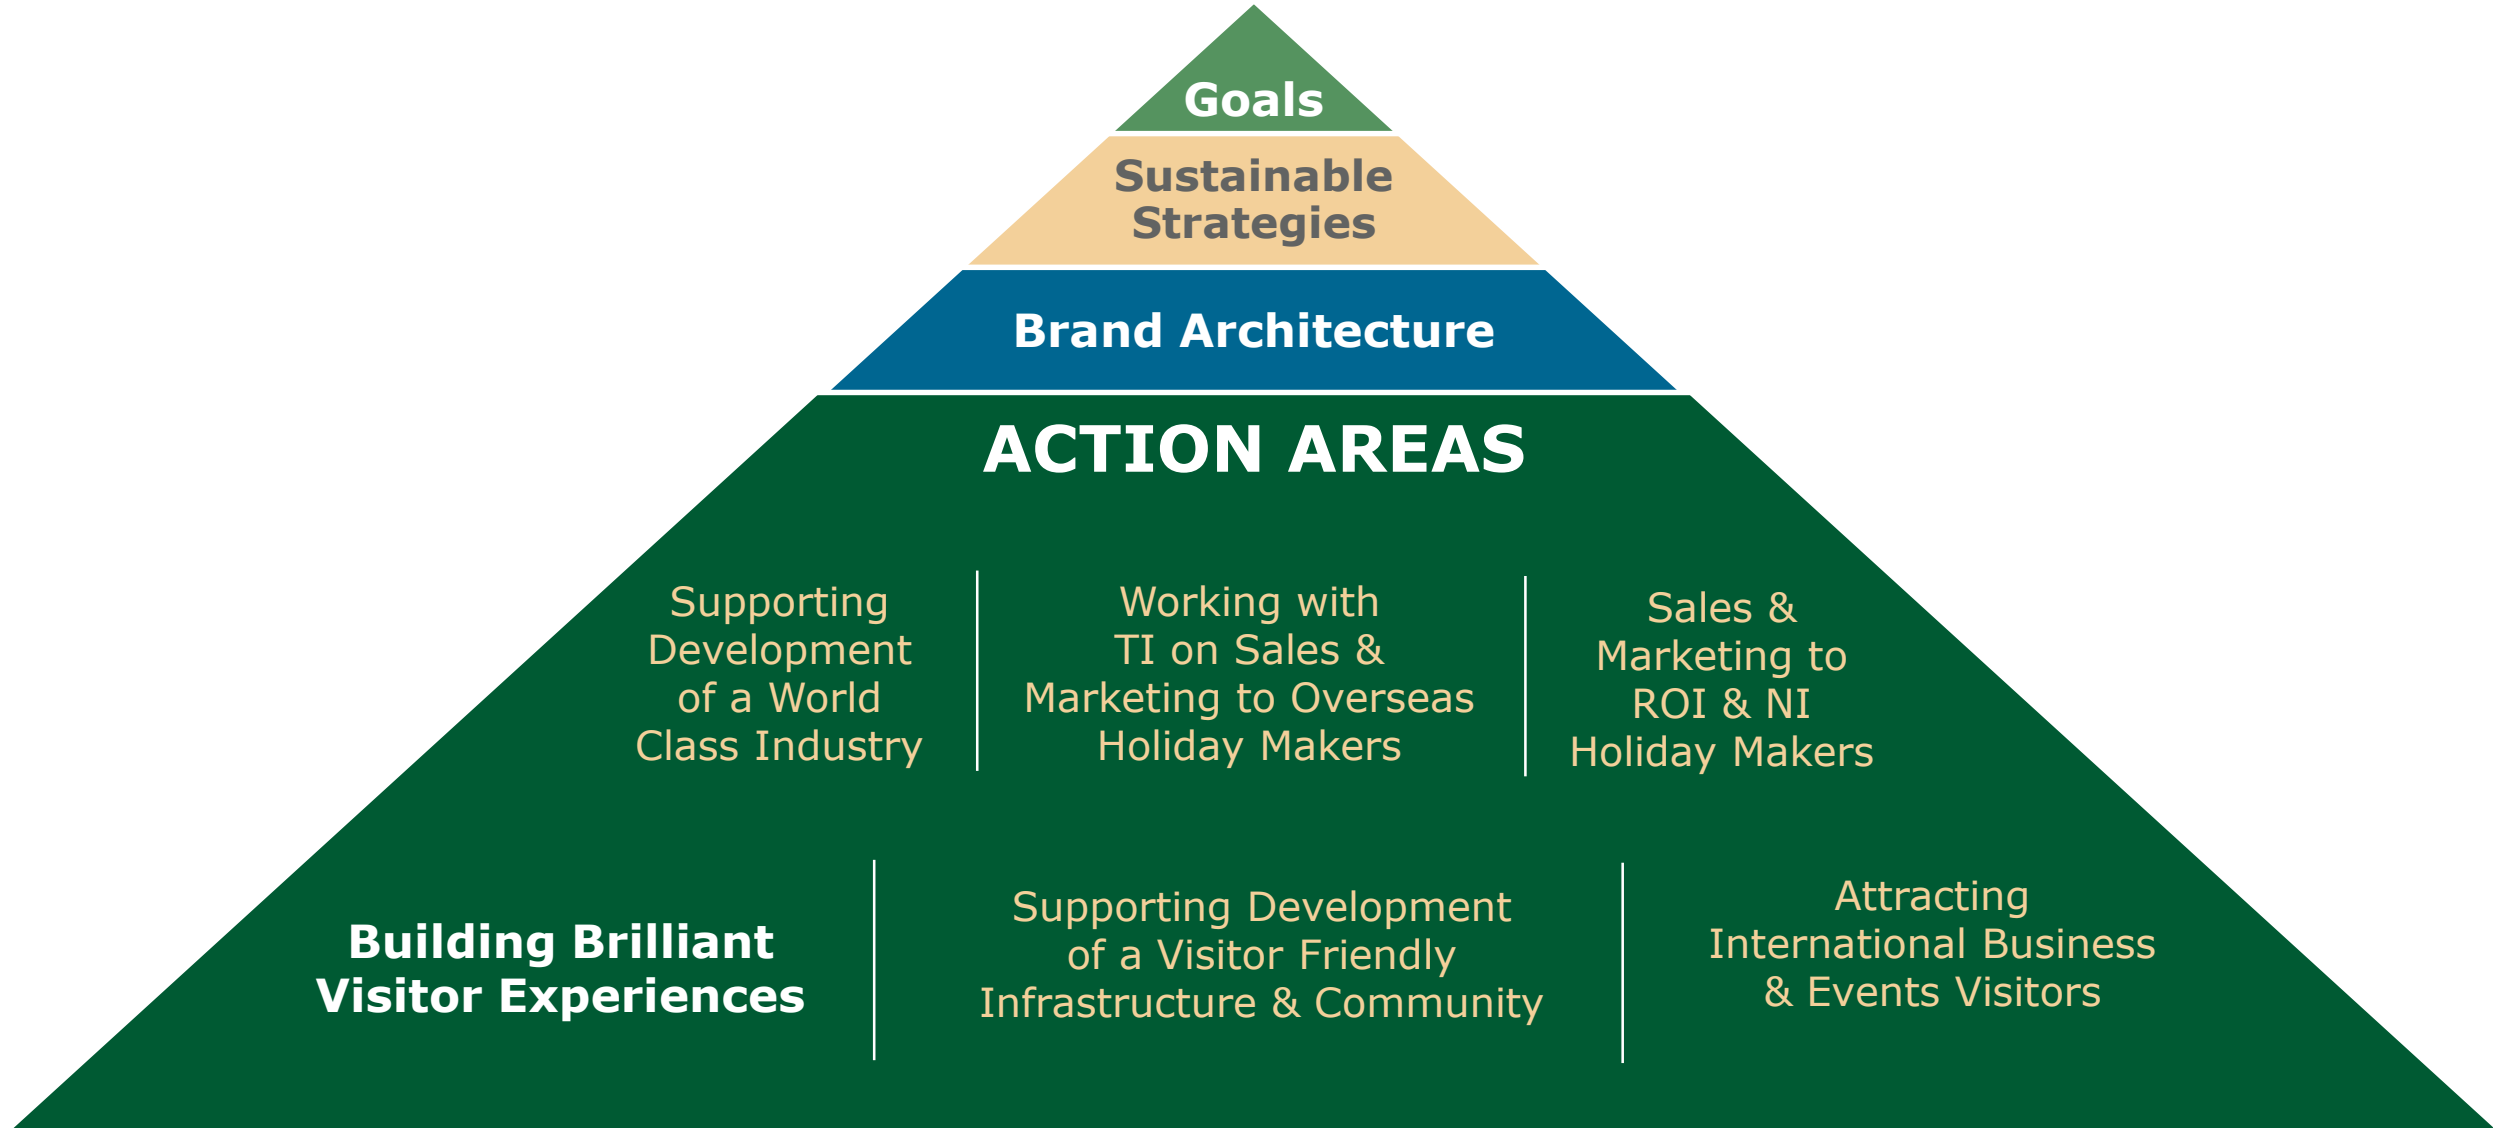 Goals
Sustainable
Strategies
Brand Architecture
ACTION AREAS
Supporting
Development
of a World
Class Industry
Working with
TI on Sales &
Marketing to Overseas
Holiday Makers
Sales &
Marketing to
ROI & NI
Holiday Makers
Building Brilliant
Visitor Experiences
Supporting Development
of a Visitor Friendly
Infrastructure & Community
Attracting
International Business
& Events Visitors